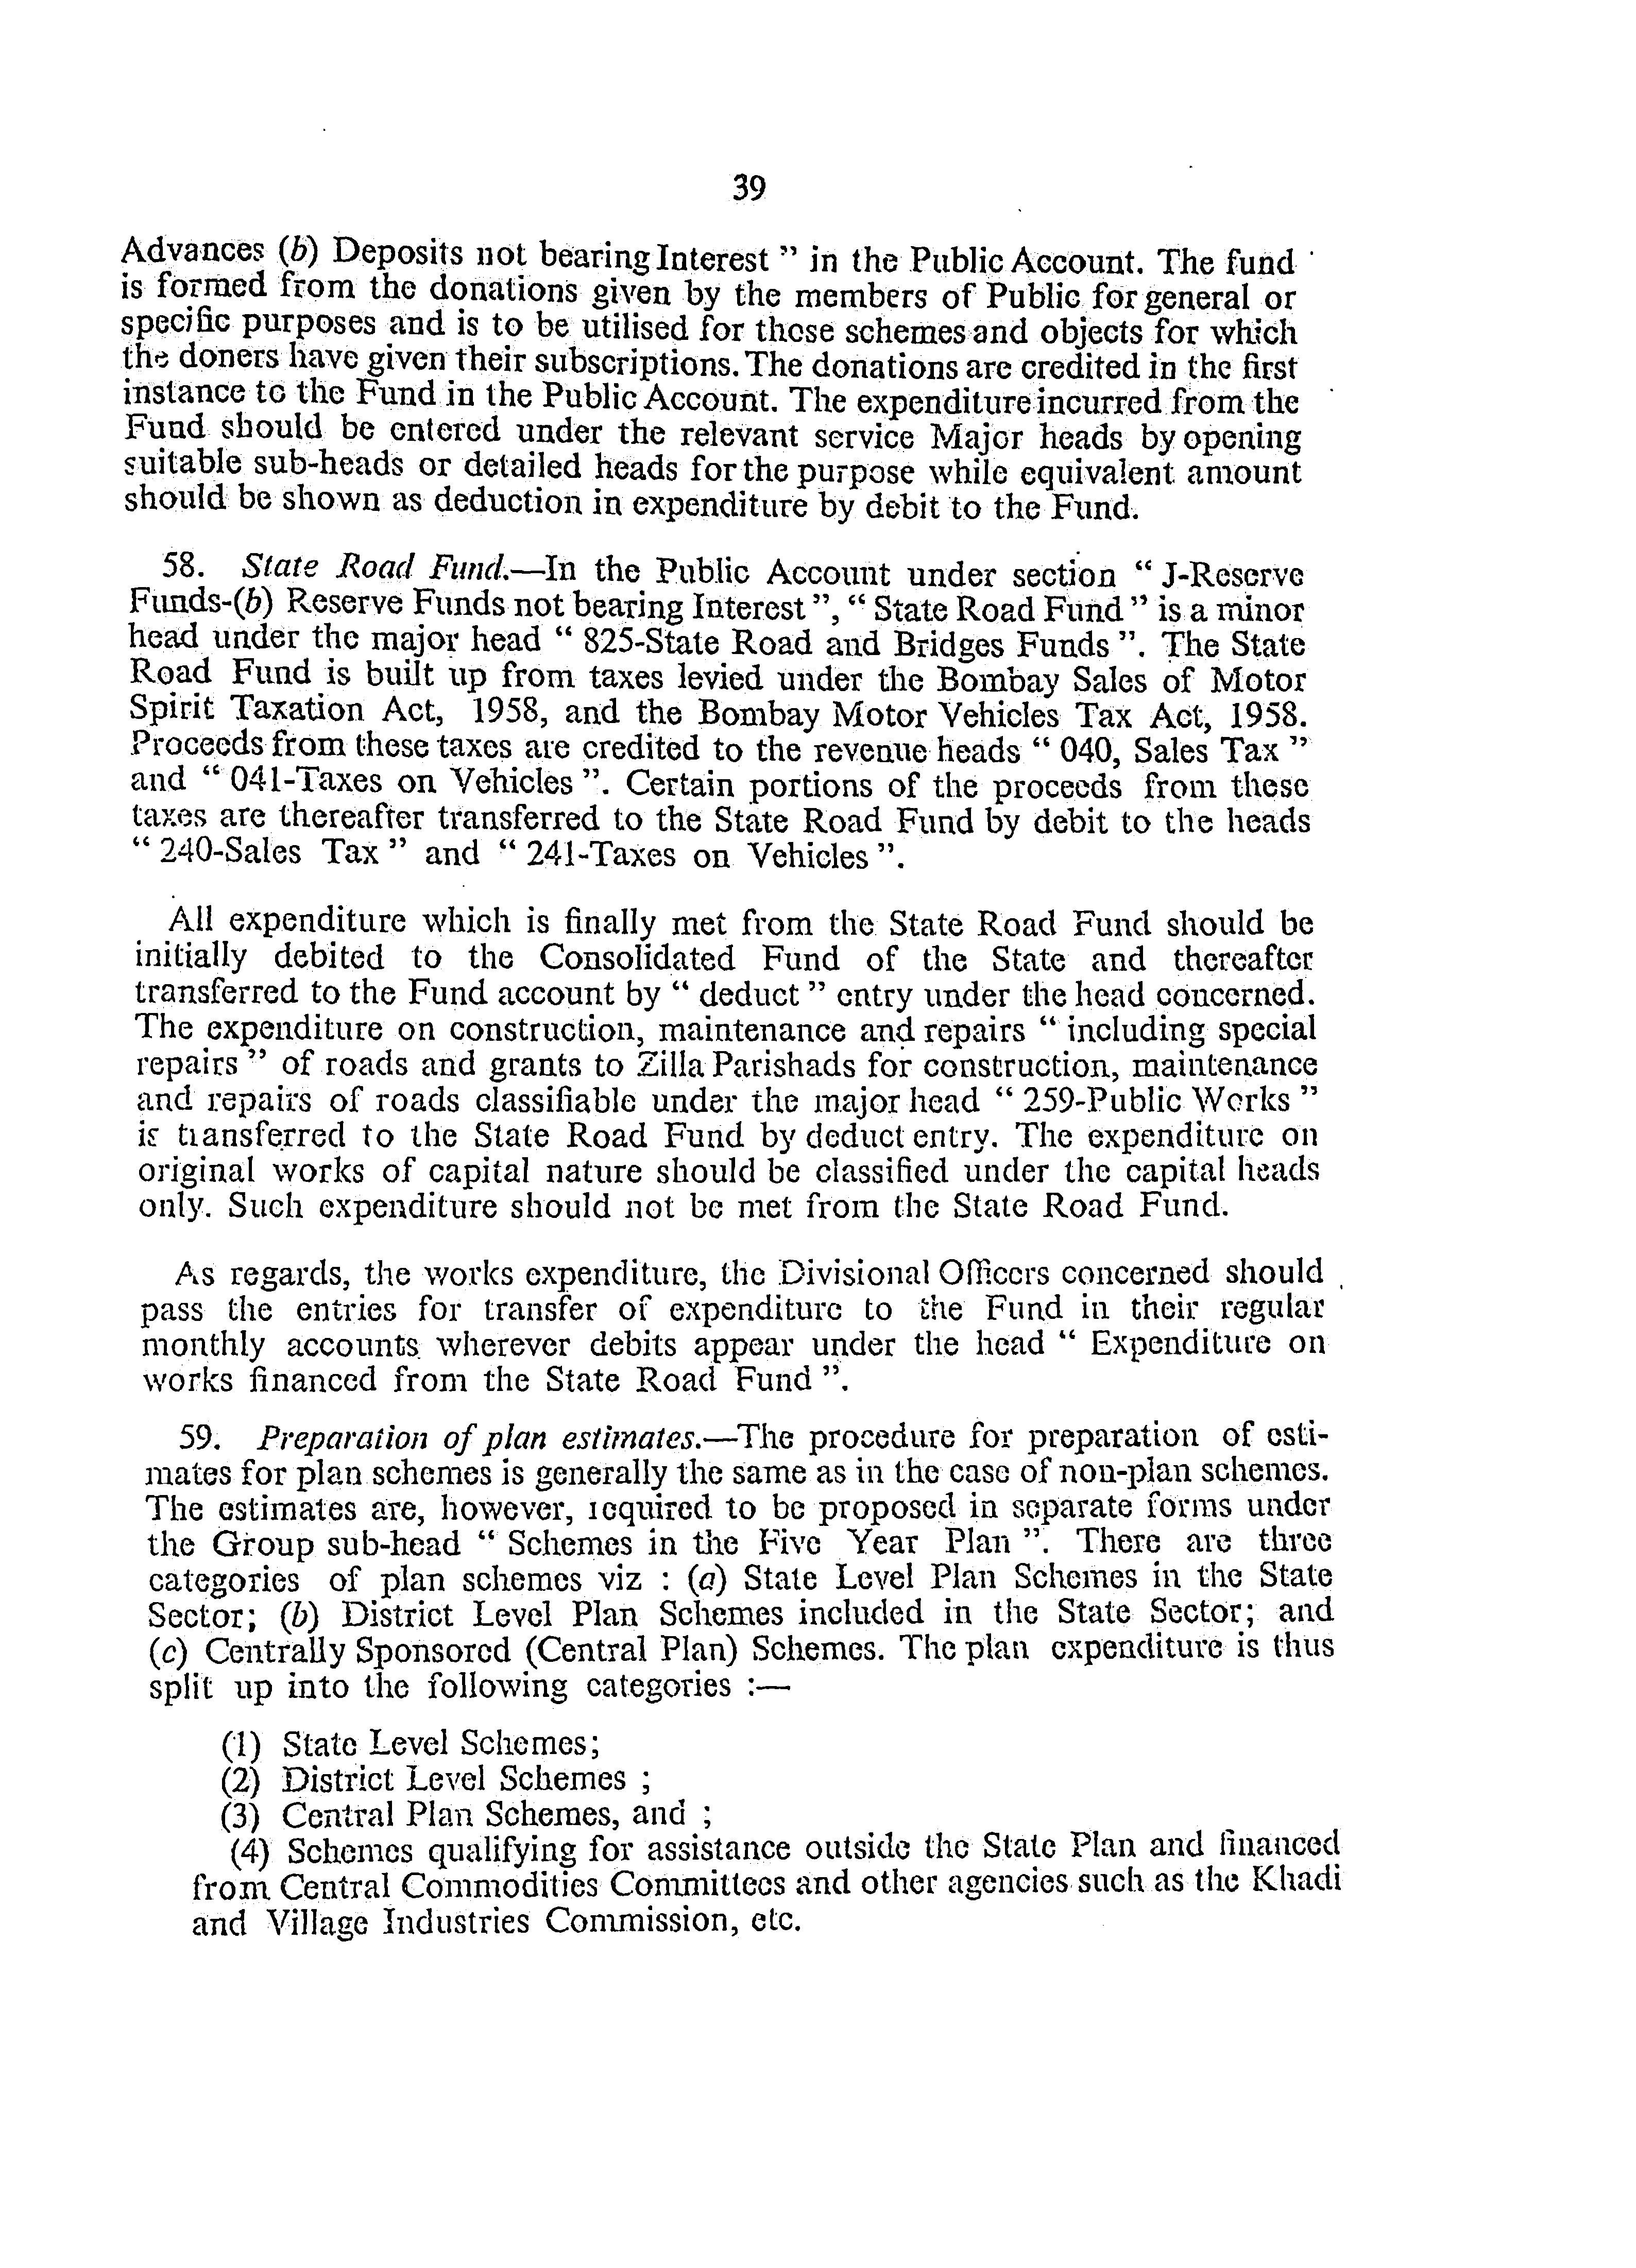 39
Advances (b) Deposits not bearing Interest " in the Public Account. The fund
is formed from the donations given by the members of Public for general or
specific purposes and is to be utilised for those schemes and objects for which
the doners have given their subscriptions. The donations are credited in the first
instance to the Fund in the Public Account. The expenditure incurred from the
Fund should be entered under the relevant service Major heads by opening
suitable sub-heads or detailed heads for the purpose while equivalent amount
should be shown as deduction in expenditure by debit to the Fund.
58. State Road Fund.—In the Public Account under section " J-Reserve
Funds-(b) Reserve Funds not bearing Interest ", " State Road Fund " is a minor
head under the major head " 825-State Road and Bridges Funds ". The State
Road Fund is built up from taxes levied under the Bombay Sales of Motor
Spirit Taxation Act, 1958, and the Bombay Motor Vehicles Tax Act, 1958.
Proceeds from these taxes are credited to the revenue heads " 040, Sales Tax "
and " 041-Taxes on Vehicles ". Certain portions of the proceeds from these
taxes are thereafter transferred to the State Road Fund by debit to the heads
" 240-Sales Tax " and " 241-Taxes on Vehicles ".
All expenditure which is finally met from the State Road Fund should be
initially debited to the Consolidated Fund of the State and thereafter
transferred to the Fund account by " deduct " entry under the head concerned.
The expenditure on construction, maintenance and repairs " including special
repairs " of roads and grants to Zilla Parishads for construction, maintenance
and repairs of roads classifiable under the major head " 259-Public Works "
is transferred to the State Road Fund by deduct entry. The expenditure on
original works of capital nature should be classified under the capital heads
only. Such expenditure should not be met from the State Road Fund.
As regards, the works expenditure, the Divisional Officers concerned should
pass the entries for transfer of expenditure to the Fund in their regular
monthly accounts wherever debits appear under the head " Expenditure on
works financed from the State Road Fund ".
59. Preparation of plan estimates.—The procedure for preparation of esti-
mates for plan schemes is generally the same as in the case of non-plan schemes.
The estimates are, however, required to be proposed in separate forms under
the Group sub-head " Schemes in the Five Year Plan ". There are three
categories of plan schemes viz : (a) State Level Plan Schemes in the State
Sector; (b) District Level Plan Schemes included in the State Sector; and
(c) Centrally Sponsored (Central Plan) Schemes. The plan expenditure is thus
split up into the following categories :—
(1) State Level Schemes;
(2) District Level Schemes ;
(3) Central Plan Schemes, and ;
(4) Schemes qualifying for assistance outside the State Plan and financed
from Central Commodities Committees and other agencies such as the Khadi
and Village Industries Commission, etc.